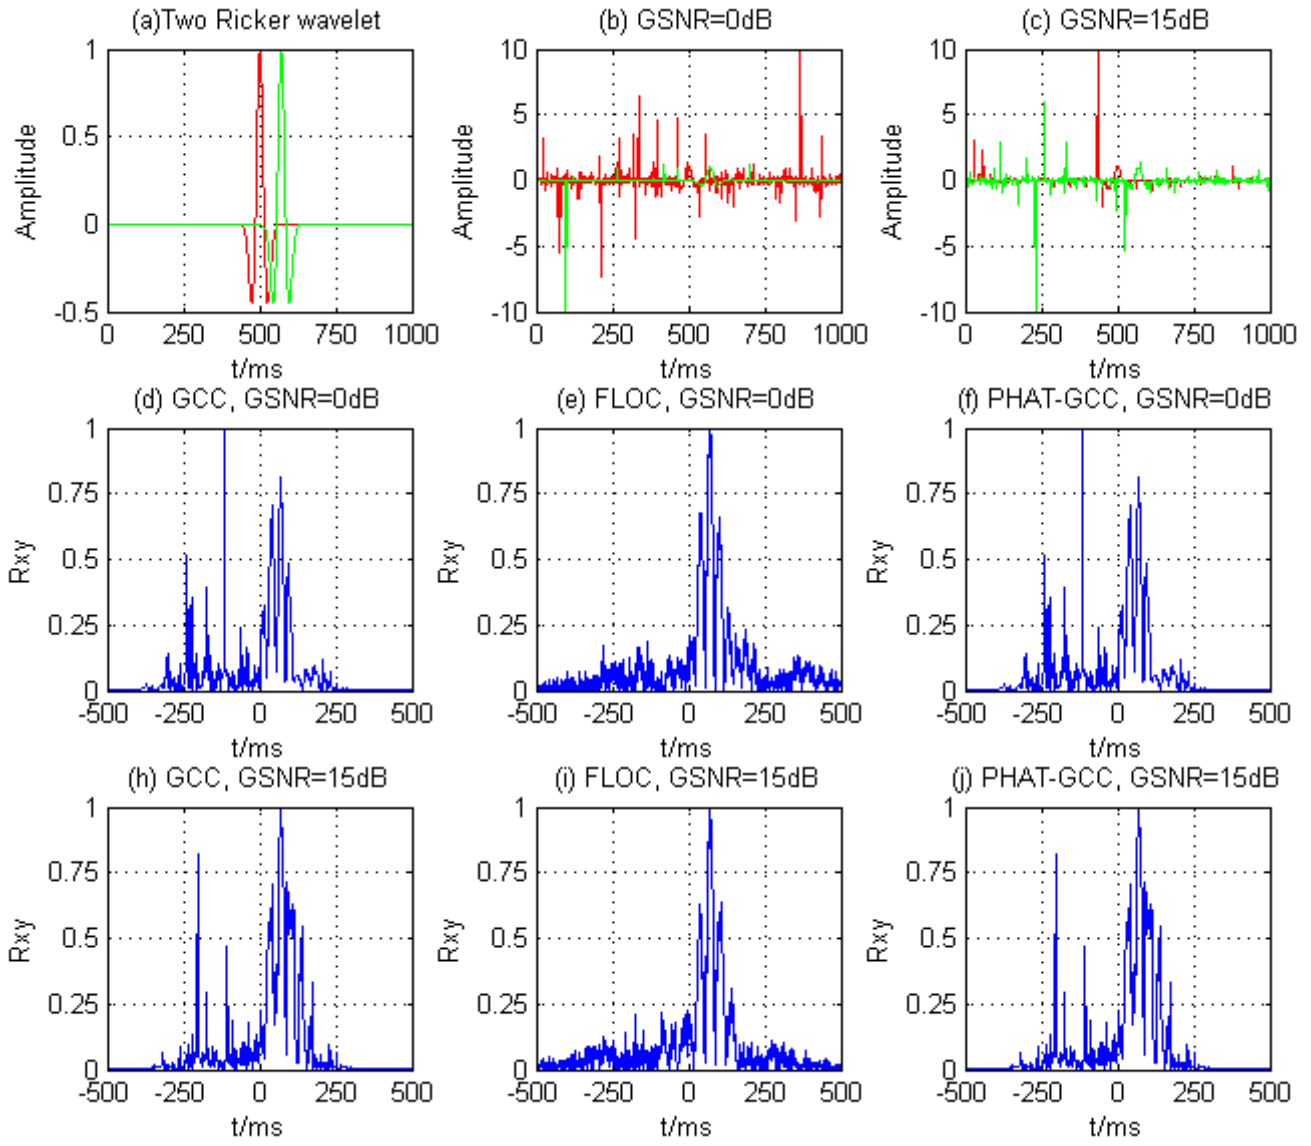 (a)Two Ricker wavelet
(b) GSNR=0dB
(c) GSNR=15dB
1
0.5
0
-0.5
Amplitude
0 250 500 750 1000
t/ms
10
5
0
-5
-10
Amplitude
0 250 500 750 1000
t/ms
10
5
0
-5
-10
Amplitude
0 250 500 750 1000
t/ms
(d) GCC, GSNR=0dB
(e) FLOC, GSNR=0dB
(f) PHAT-GCC, GSNR=0dB
1
0.75
0.5
0.25
0
Rxy
-500 -250 0 250 500
t/ms
1
0.75
0.5
0.25
0
Rxy
-500 -250 0 250 500
t/ms
1
0.75
0.5
0.25
0
Rxy
-500 -250 0 250 500
t/ms
(h) GCC, GSNR=15dB
(i) FLOC, GSNR=15dB
(j) PHAT-GCC, GSNR=15dB
1
0.75
0.5
0.25
0
Rxy
-500 -250 0 250 500
t/ms
1
0.75
0.5
0.25
0
Rxy
-500 -250 0 250 500
t/ms
1
0.75
0.5
0.25
0
Rxy
-500 -250 0 250 500
t/ms